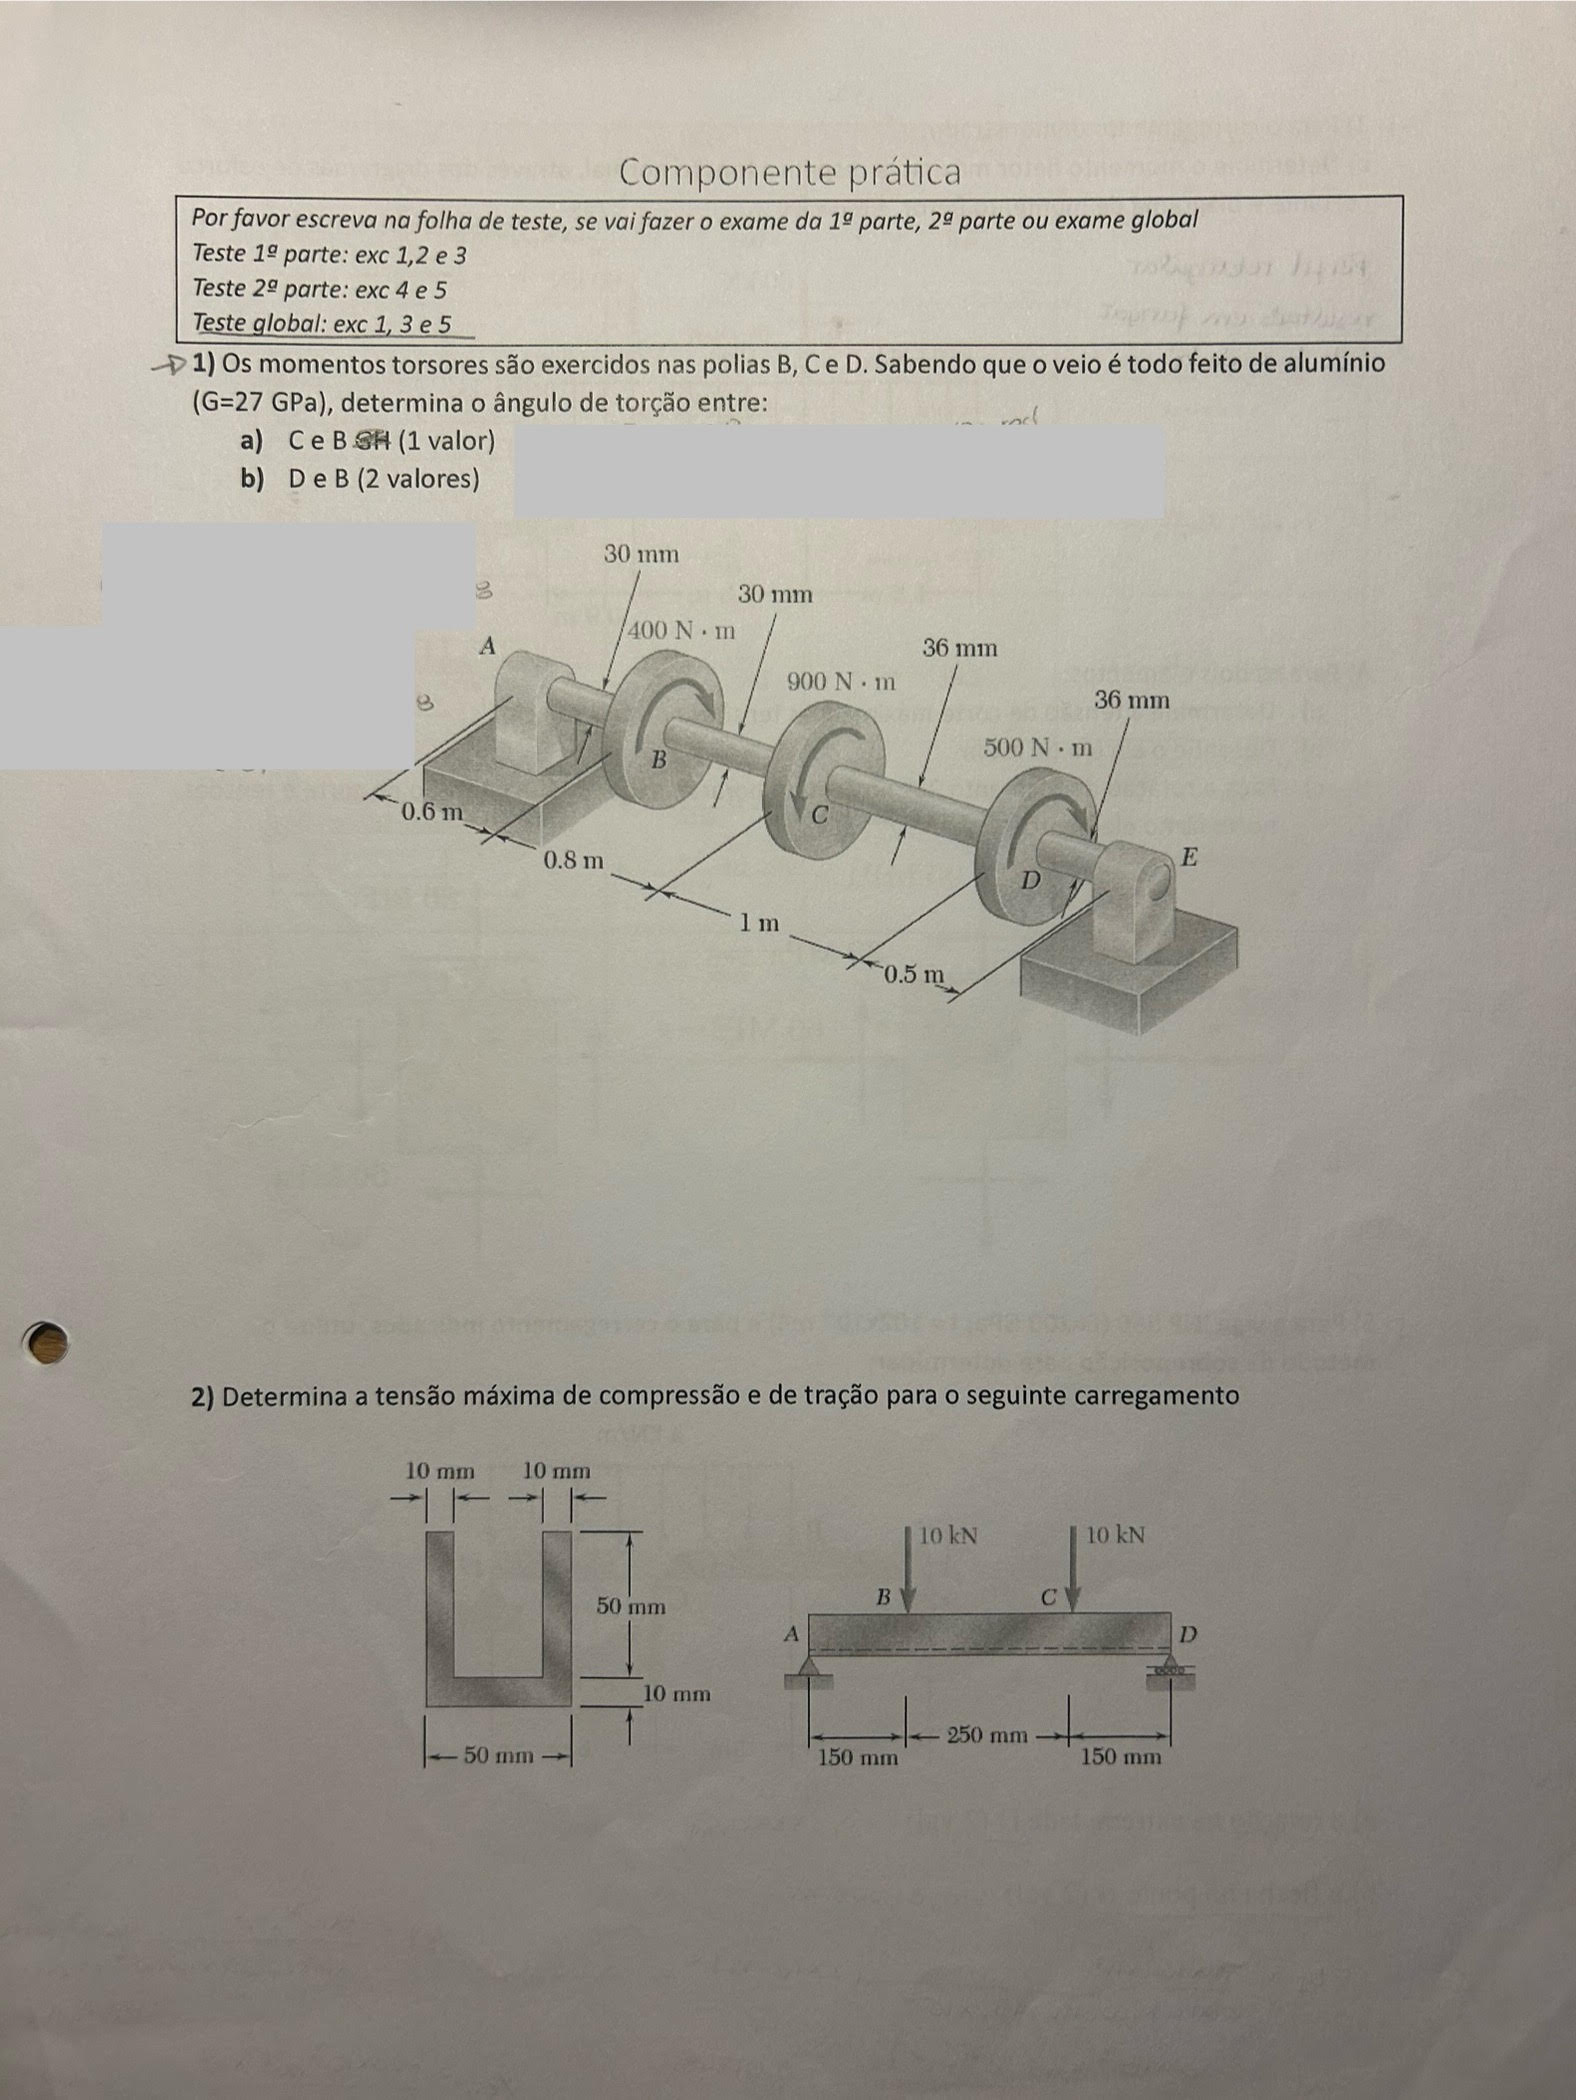 Componente prática
Por favor escreva na folha de teste, se vai fazer o exame da 1ª parte, 2ª parte ou exame global
Teste 1ª parte: exc 1,2 e 3
Teste 2ª parte: exc 4 e 5
Teste global: exc 1, 3 e 5
1) Os momentos torsores são exercidos nas polias B, C e D. Sabendo que o veio é todo feito de alumínio
(G=27 GPa), determina o ângulo de torção entre:
a) C e B (1 valor)
b) D e B (2 valores)
30 mm
30 mm
400 N · m
A
36 mm
900 N · m
36 mm
500 N · m
B
0.6 m
C
0.8 m
E
D
1 m
0.5 m
2) Determina a tensão máxima de compressão e de tração para o seguinte carregamento
10 mm 10 mm
10 kN 10 kN
50 mm
B C
A D
10 mm
250 mm
50 mm
150 mm 150 mm